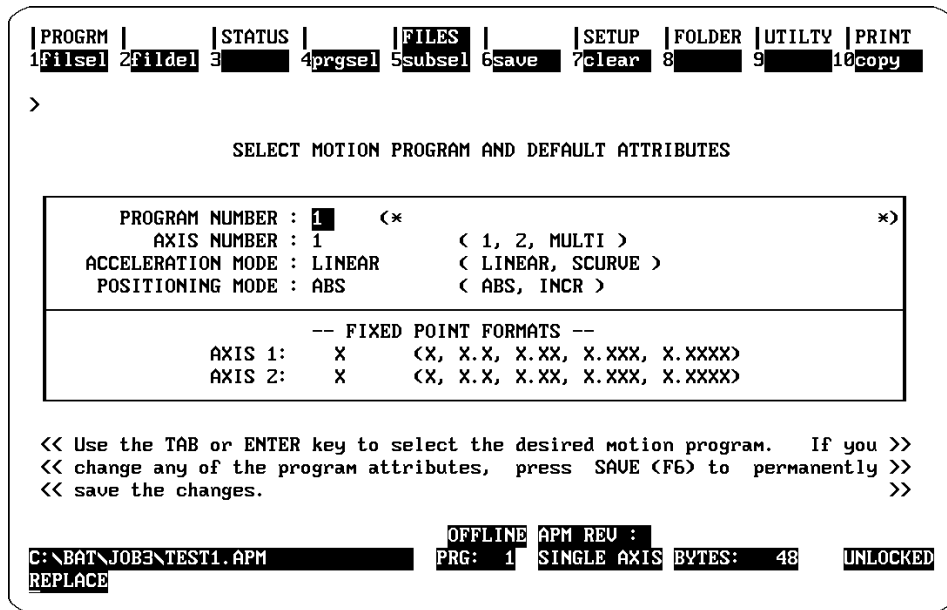 |PROGRM | |STATUS | |FILES | |SETUP |FOLDER |UTILTY |PRINT
1filsel 2fildel 3 4prgsel 5subsel 6save 7clear 8 9 10copy
>
SELECT MOTION PROGRAM AND DEFAULT ATTRIBUTES
PROGRAM NUMBER : 1 (* *)
AXIS NUMBER : 1 ( 1, 2, MULTI )
ACCELERATION MODE : LINEAR ( LINEAR, SCURVE )
POSITIONING MODE : ABS ( ABS, INCR )
-- FIXED POINT FORMATS --
AXIS 1: X (X, X.X, X.XX, X.XXX, X.XXXX)
AXIS 2: X (X, X.X, X.XX, X.XXX, X.XXXX)
<< Use the TAB or ENTER key to select the desired motion program. If you >>
<< change any of the program attributes, press SAVE (F6) to permanently >>
<< save the changes. >>
OFFLINE APM REV :
C:\BAT\JOB3\TEST1.APM PRG: 1 SINGLE AXIS BYTES: 48 UNLOCKED
REPLACE